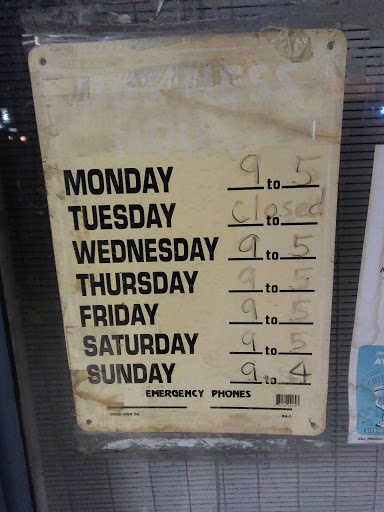 MONDAY 9 to 5
TUESDAY Closed to
WEDNESDAY 9 to 5
THURSDAY 9 to 5
FRIDAY 9 to 5
SATURDAY 9 to 5
SUNDAY 9 to 4
EMERGENCY PHONES